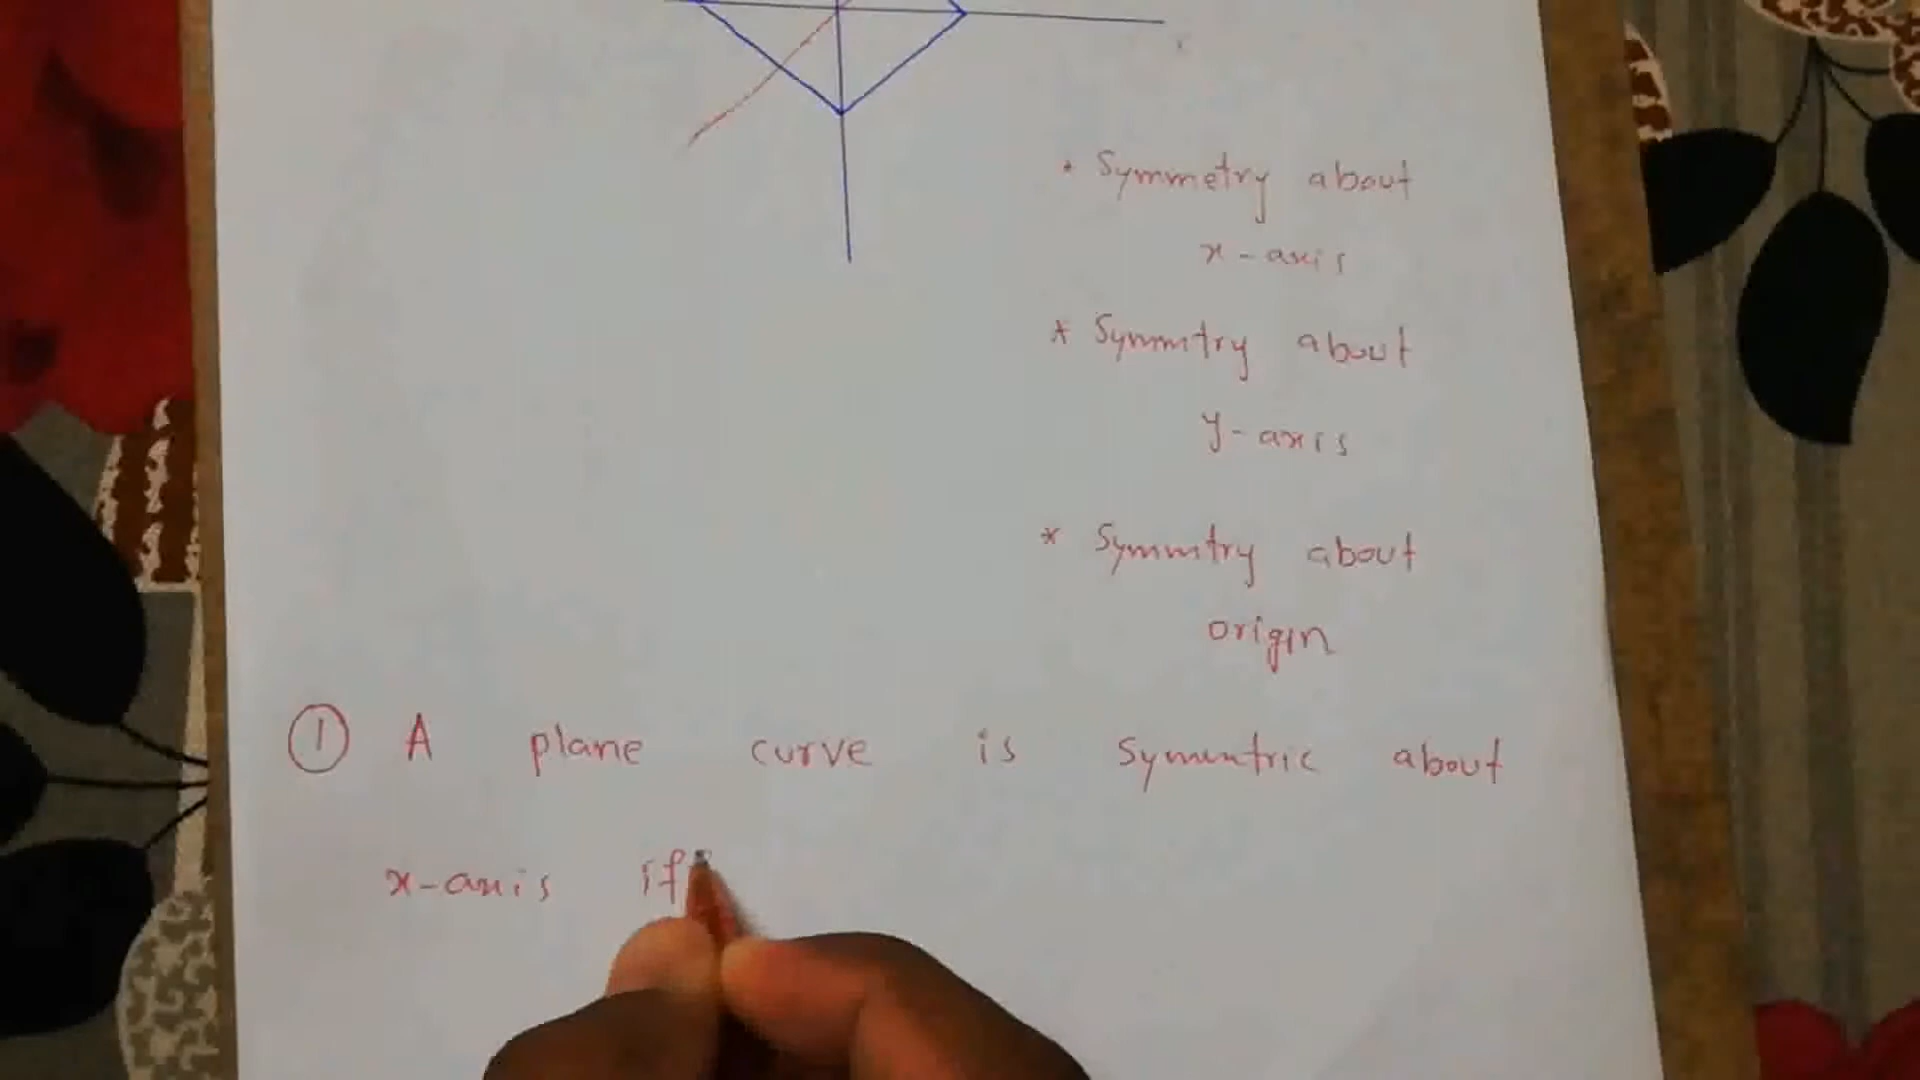 * Symmetry about
x-axis
* Symmtry about
y-axis
* Symmtry about
origin
① A plane curve is Symmtric about
x-axis if